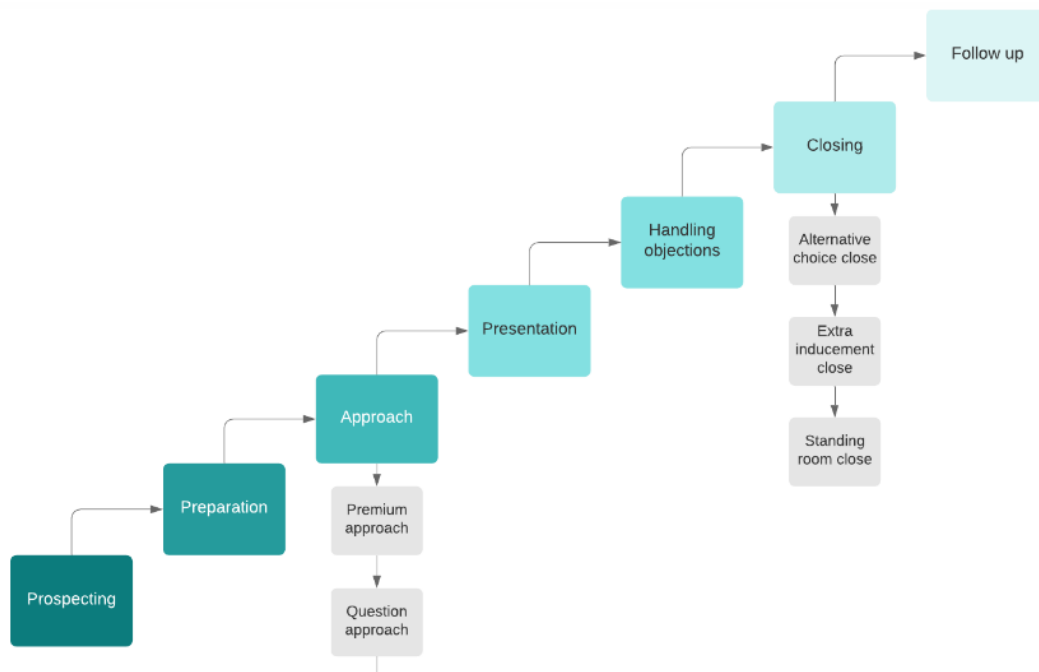 Follow up
Closing
Handling
objections
Alternative
choice close
Presentation
Extra
inducement
close
Approach
Standing
room close
Preparation
Premium
approach
Prospecting
Question
approach